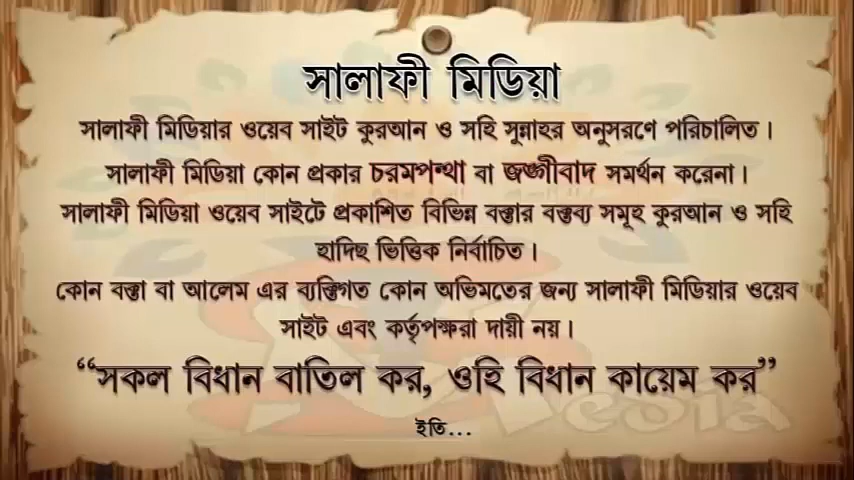 সালাফী মিডিয়া
সালাফী মিডিয়ার ওয়েব সাইট কুরআন ও সহি সুন্নাহর অনুসরণে পরিচালিত।
সালাফী মিডিয়া কোন প্রকার চরমপন্থা বা জঙ্গীবাদ সমর্থন করেনা।
সালাফী মিডিয়া ওয়েব সাইটে প্রকাশিত বিভিন্ন বক্তার বক্তব্য সমূহ কুরআন ও সহি
হাদিছ ভিত্তিক নির্বাচিত।
কোন বক্তা বা আলেম এর ব্যক্তিগত কোন অভিমতের জন্য সালাফী মিডিয়ার ওয়েব
সাইট এবং কর্তৃপক্ষরা দায়ী নয়।
“সকল বিধান বাতিল কর, ওহি বিধান কায়েম কর”
ইতি...